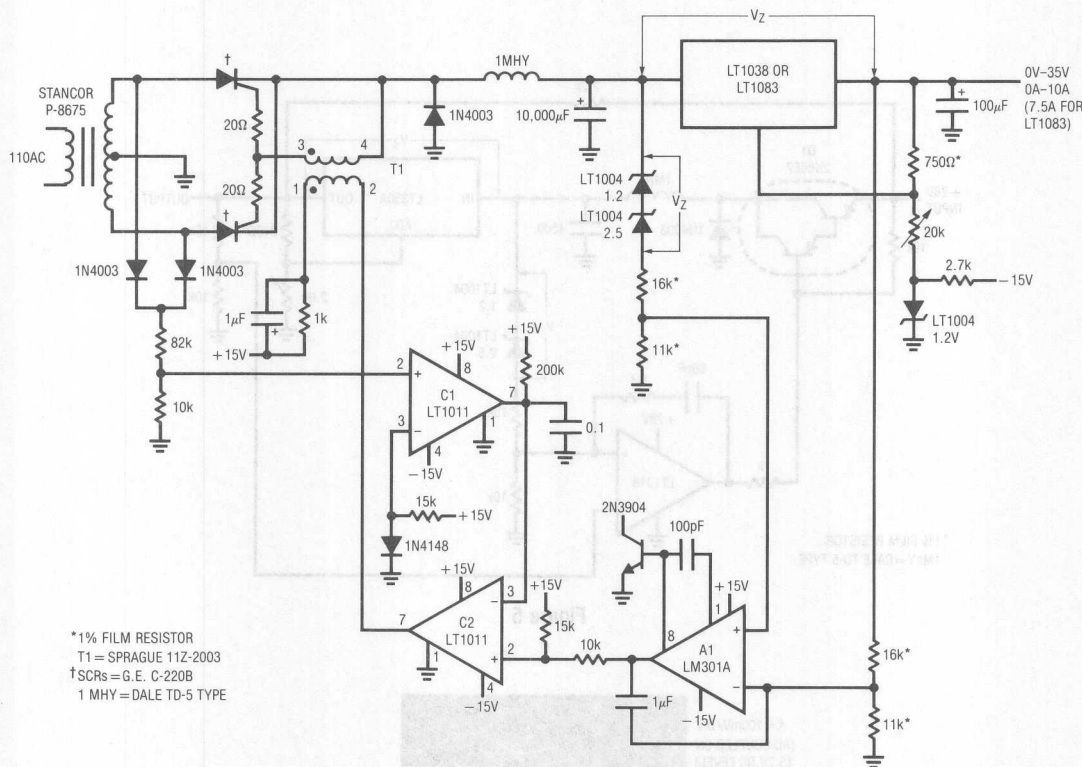 VZ
†
1MHY
LT1038 OR
LT1083
0V–35V
0A–10A
(7.5A FOR
LT1083)
STANCOR
P-8675
110AC
20Ω
20Ω
3
4
T1
1
2
1N4003
+
10,000μF
+
100μF
LT1004
1.2
LT1004
2.5
VZ
750Ω*
20k
2.7k
−15V
LT1004
1.2V
†
1N4003
1N4003
1μF
+
1k
+15V
82k
10k
16k*
11k*
+15V
+15V
200k
2
+
8
C1
LT1011
7
3
−
4
1
−15V
0.1
15k
+15V
1N4148
2N3904
100pF
+15V
8
3
−
C2
LT1011
7
1
2
+
4
−15V
+15V
15k
10k
+15V
1
8
+
A1
LM301A
−
−15V
1μF
16k*
11k*
*1% FILM RESISTOR
T1 = SPRAGUE 11Z-2003
†SCRs = G.E. C-220B
1 MHY = DALE TD-5 TYPE
Figure 5